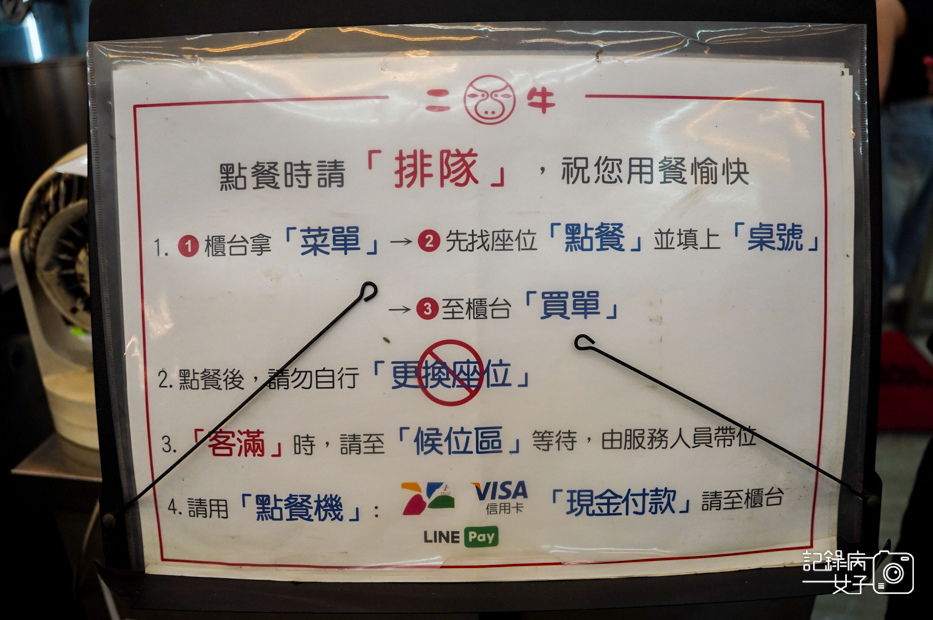 二牛
點餐時請「排隊」，祝您用餐愉快
1. 1 櫃台拿「菜單」→ 2 先找座位「點餐」並填上「桌號」
→ 3 至櫃台「買單」
2. 點餐後，請勿自行「更換座位」
3. 「客滿」時，請至「候位區」等待，由服務人員帶位
4. 請用「點餐機」： VISA 信用卡 「現金付款」請至櫃台
LINE Pay
記錄病女子